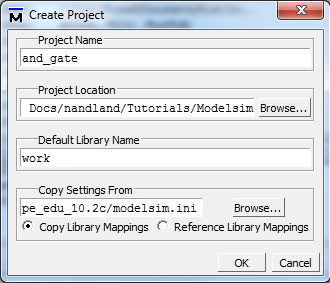 Create Project
Project Name
and_gate
Project Location
Docs/nandland/Tutorials/Modelsim Browse...
Default Library Name
work
Copy Settings From
pe_edu_10.2c/modelsim.ini Browse...
Copy Library Mappings Reference Library Mappings
OK Cancel